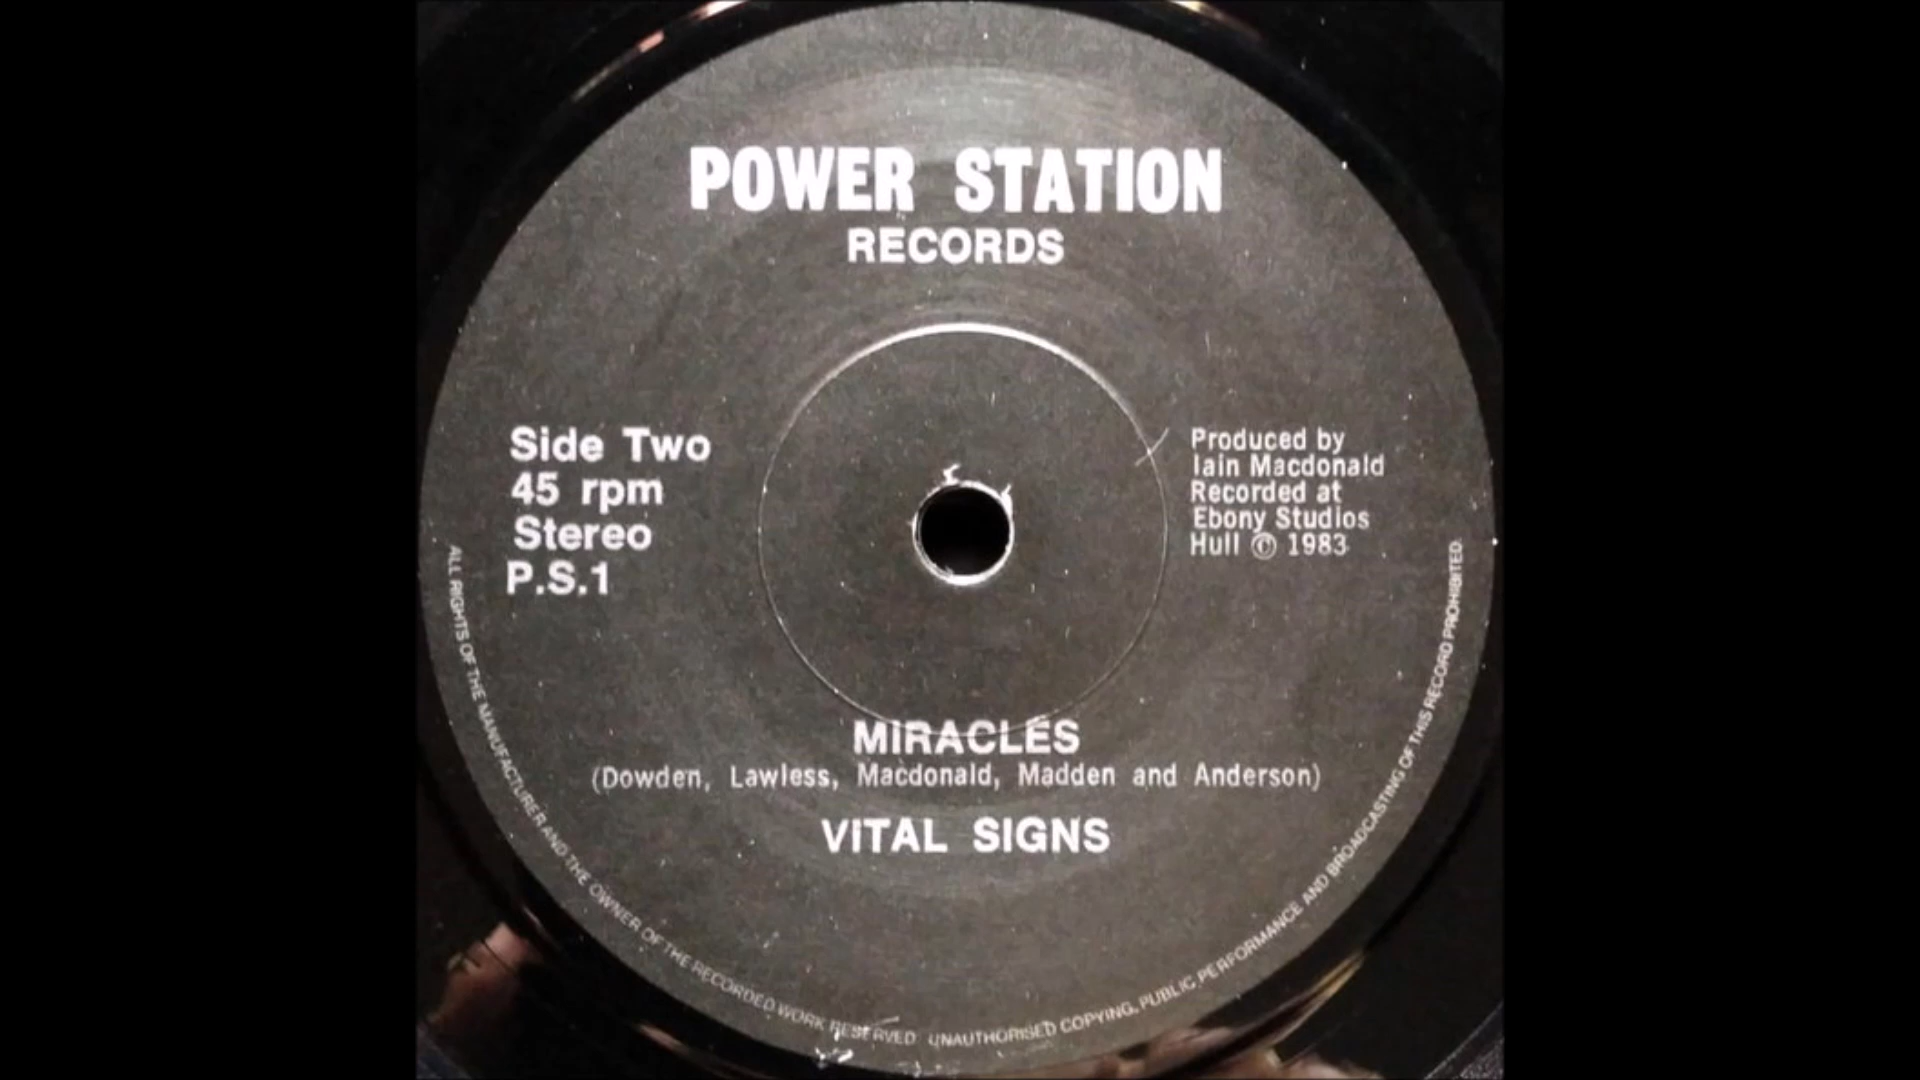 POWER STATION
RECORDS
Side Two
45 rpm
Stereo
P.S.1
Produced by
Iain Macdonald
Recorded at
Ebony Studios
Hull © 1983
MIRACLES
(Dowden, Lawless, Macdonald, Madden and Anderson)
VITAL SIGNS
ALL RIGHTS OF THE MANUFACTURER AND THE OWNER OF THE RECORDED WORK RESERVED UNAUTHORISED COPYING, PUBLIC PERFORMANCE AND BROADCASTING OF THIS RECORD PROHIBITED.